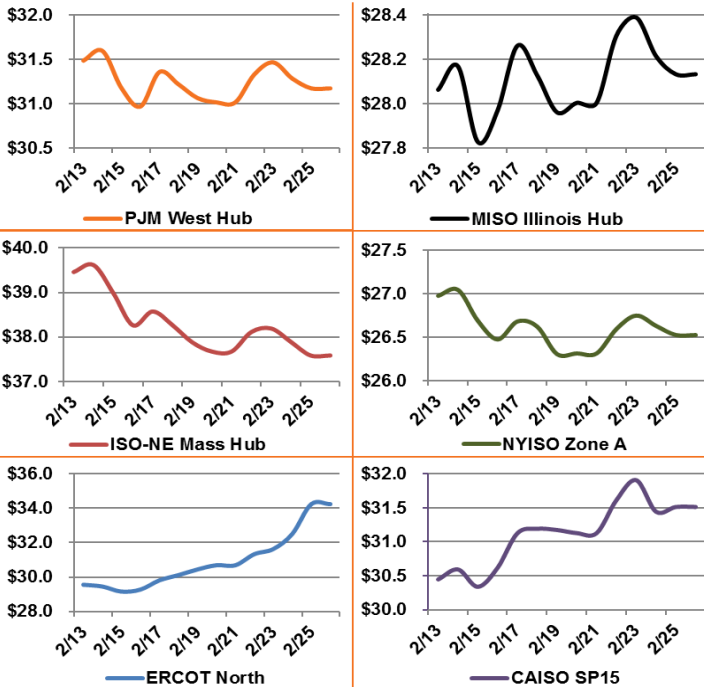 $32.0
$31.5
$31.0
$30.5
2/13 2/15 2/17 2/19 2/21 2/23 2/25
PJM West Hub
$28.4
$28.2
$28.0
$27.8
2/13 2/15 2/17 2/19 2/21 2/23 2/25
MISO Illinois Hub
$40.0
$39.0
$38.0
$37.0
2/13 2/15 2/17 2/19 2/21 2/23 2/25
ISO-NE Mass Hub
$27.5
$27.0
$26.5
$26.0
2/13 2/15 2/17 2/19 2/21 2/23 2/25
NYISO Zone A
$36.0
$34.0
$32.0
$30.0
$28.0
2/13 2/15 2/17 2/19 2/21 2/23 2/25
ERCOT North
$32.0
$31.5
$31.0
$30.5
$30.0
2/13 2/15 2/17 2/19 2/21 2/23 2/25
CAISO SP15